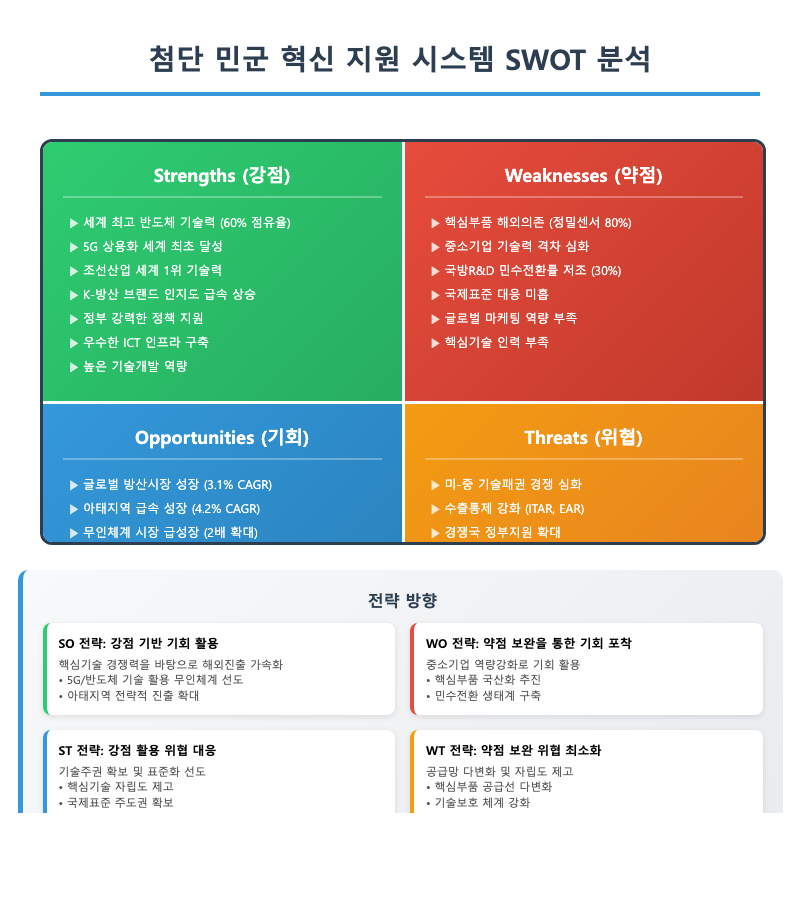 첨단 민군 혁신 지원 시스템 SWOT 분석
Strengths (강점)
▶ 세계 최고 반도체 기술력 (60% 점유율)
▶ 5G 상용화 세계 최초 달성
▶ 조선산업 세계 1위 기술력
▶ K-방산 브랜드 인지도 급속 상승
▶ 정부 강력한 정책 지원
▶ 우수한 ICT 인프라 구축
▶ 높은 기술개발 역량
Weaknesses (약점)
▶ 핵심부품 해외의존 (정밀센서 80%)
▶ 중소기업 기술력 격차 심화
▶ 국방R&D 민수전환률 저조 (30%)
▶ 국제표준 대응 미흡
▶ 글로벌 마케팅 역량 부족
▶ 핵심기술 인력 부족
Opportunities (기회)
▶ 글로벌 방산시장 성장 (3.1% CAGR)
▶ 아태지역 급속 성장 (4.2% CAGR)
▶ 무인체계 시장 급성장 (2배 확대)
Threats (위협)
▶ 미-중 기술패권 경쟁 심화
▶ 수출통제 강화 (ITAR, EAR)
▶ 경쟁국 정부지원 확대
전략 방향
SO 전략: 강점 기반 기회 활용
핵심기술 경쟁력을 바탕으로 해외진출 가속화
• 5G/반도체 기술 활용 무인체계 선도
• 아태지역 전략적 진출 확대
WO 전략: 약점 보완을 통한 기회 포착
중소기업 역량강화로 기회 활용
• 핵심부품 국산화 추진
• 민수전환 생태계 구축
ST 전략: 강점 활용 위협 대응
기술주권 확보 및 표준화 선도
• 핵심기술 자립도 제고
• 국제표준 주도권 확보
WT 전략: 약점 보완 위협 최소화
공급망 다변화 및 자립도 제고
• 핵심부품 공급선 다변화
• 기술보호 체계 강화